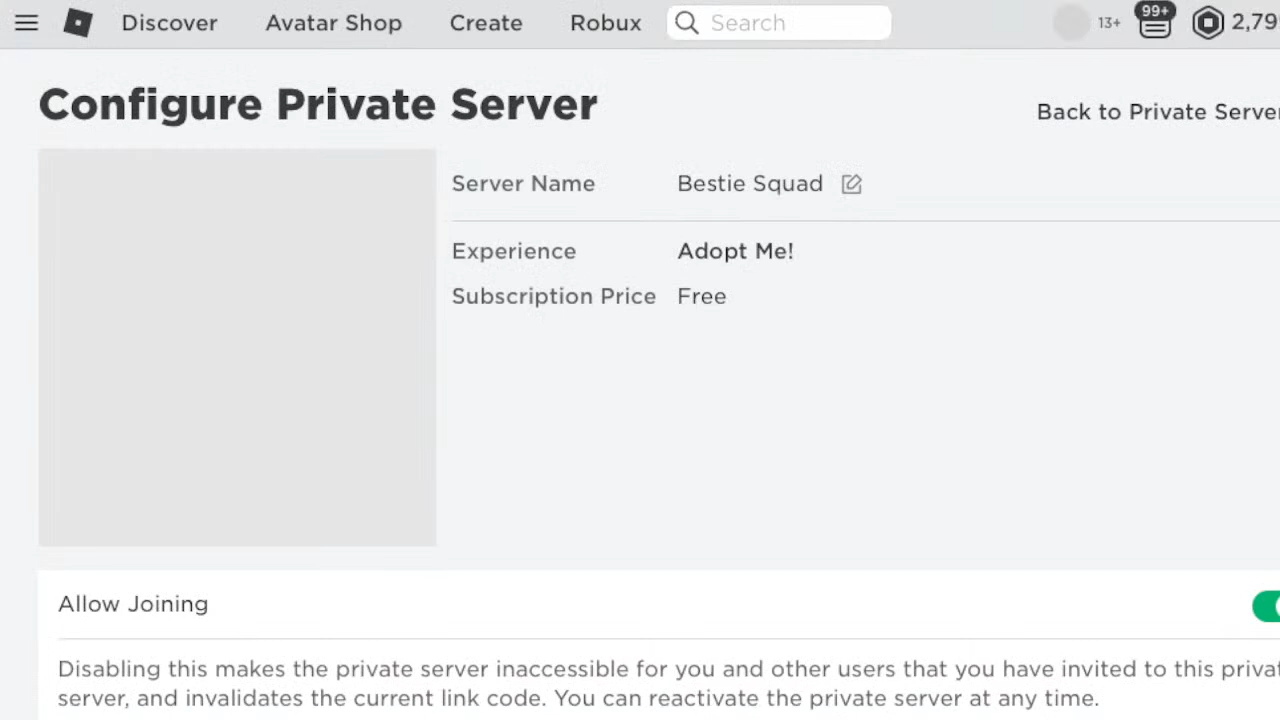 Discover Avatar Shop Create Robux Search 13+ 99+ 2,79
Configure Private Server
Back to Private Server
Server Name Bestie Squad
Experience Adopt Me!
Subscription Price Free
Allow Joining
Disabling this makes the private server inaccessible for you and other users that you have invited to this privat
server, and invalidates the current link code. You can reactivate the private server at any time.